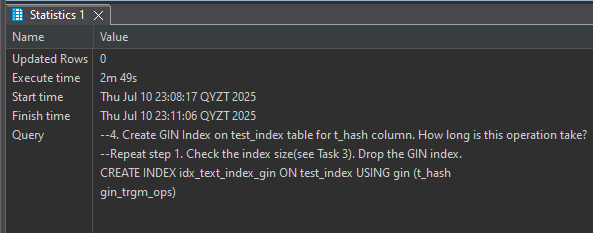 Statistics 1
Name Value
Updated Rows 0
Execute time 2m 49s
Start time Thu Jul 10 23:08:17 QYZT 2025
Finish time Thu Jul 10 23:11:06 QYZT 2025
Query --4. Create GIN Index on test_index table for t_hash column. How long is this operation take?
--Repeat step 1. Check the index size(see Task 3). Drop the GIN index.
CREATE INDEX idx_text_index_gin ON test_index USING gin (t_hash
gin_trgm_ops)